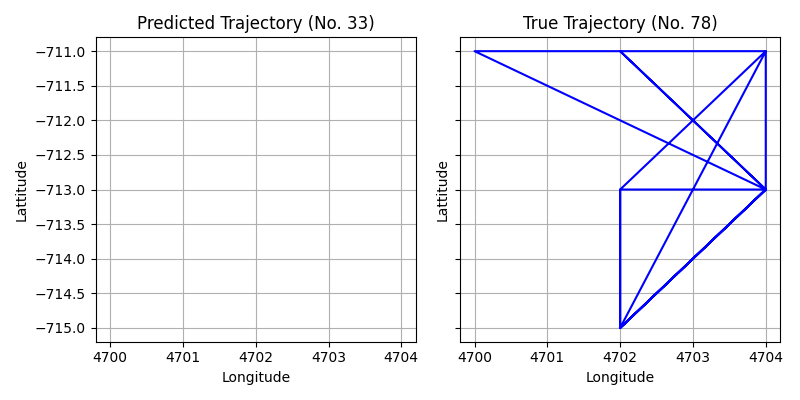 Predicted Trajectory (No. 33)
True Trajectory (No. 78)
−711.0
−711.5
−712.0
−712.5
−713.0
−713.5
−714.0
−714.5
−715.0
Lattitude
Lattitude
4700 4701 4702 4703 4704
4700 4701 4702 4703 4704
Longitude
Longitude